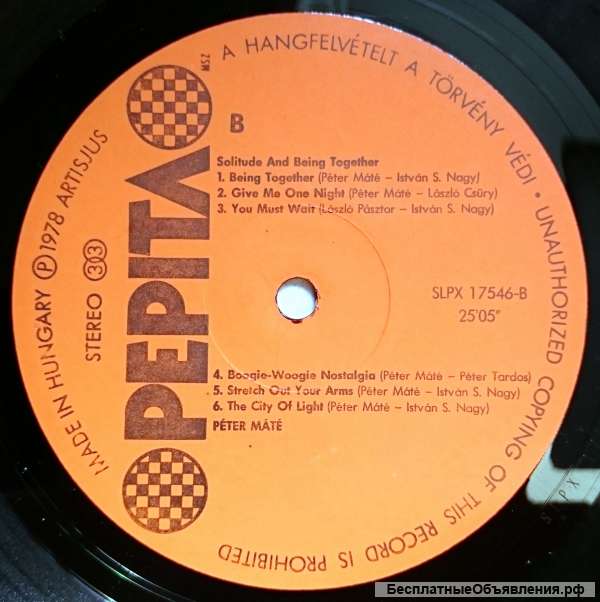 MADE IN HUNGARY Ⓟ 1978 ARTISJUS
A HANGFELVÉTELT A TÖRVÉNY VÉDI • UNAUTHORIZED COPYING OF THIS RECORD IS PROHIBITED
STEREO 33
PEPITA
MSZ
B
Solitude And Being Together
1. Being Together (Péter Máté – István S. Nagy)
2. Give Me One Night (Péter Máté – László Csűry)
3. You Must Wait (László Pásztor – István S. Nagy)
SLPX 17546-B
25'05"
4. Boogie-Woogie Nostalgia (Péter Máté – Péter Tardos)
5. Stretch Out Your Arms (Péter Máté – István S. Nagy)
6. The City Of Light (Péter Máté – István S. Nagy)
PÉTER MÁTÉ
БесплатныеОбъявления.рф